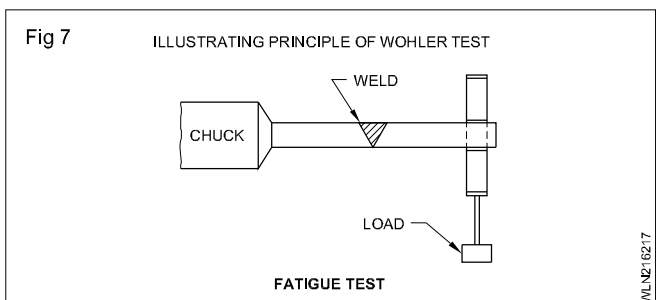 Fig 7
ILLUSTRATING PRINCIPLE OF WOHLER TEST
WELD
CHUCK
LOAD
FATIGUE TEST
WLN216217